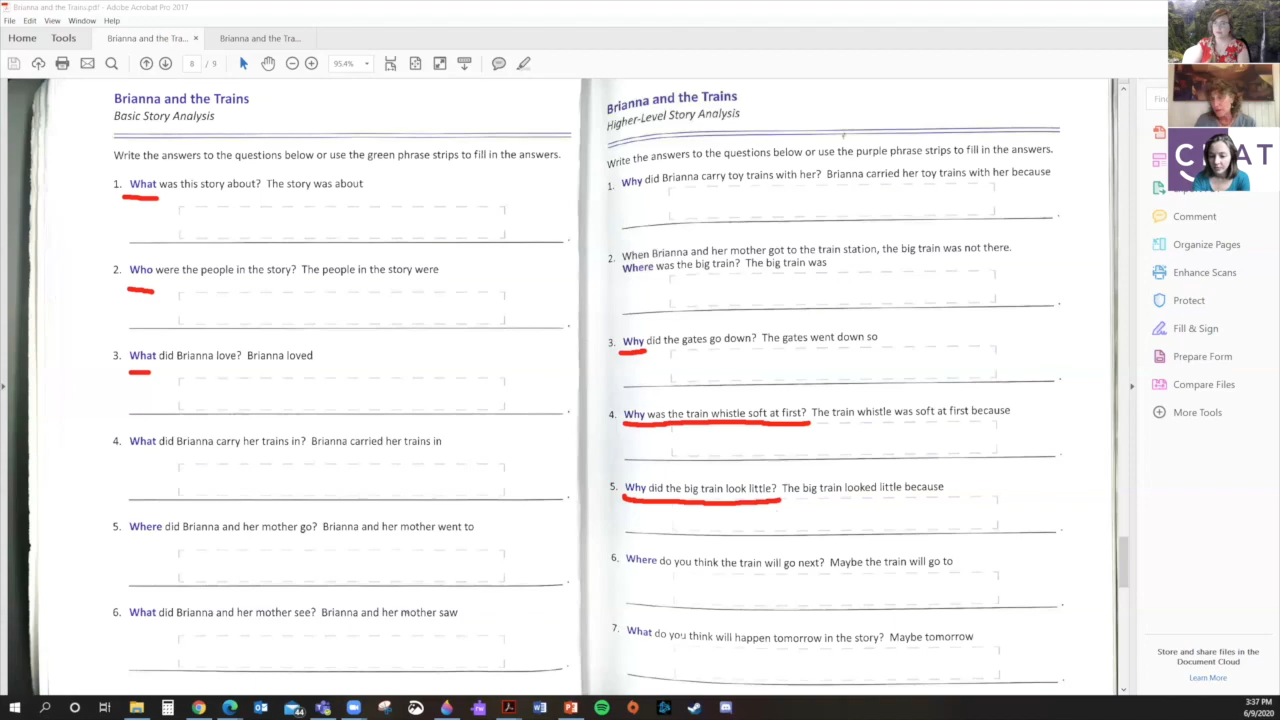 Brianna and the Trains.pdf - Adobe Acrobat Pro 2017
File Edit View Window Help
Home Tools Brianna and the Tra... × Brianna and the Tra...
8 / 9 95.4%
Brianna and the Trains
Basic Story Analysis
Write the answers to the questions below or use the green phrase strips to fill in the answers.
1. What was this story about? The story was about
.
2. Who were the people in the story? The people in the story were
.
3. What did Brianna love? Brianna loved
.
4. What did Brianna carry her trains in? Brianna carried her trains in
.
5. Where did Brianna and her mother go? Brianna and her mother went to
.
6. What did Brianna and her mother see? Brianna and her mother saw
.
Brianna and the Trains
Higher-Level Story Analysis
Write the answers to the questions below or use the purple phrase strips to fill in the answers.
1. Why did Brianna carry toy trains with her? Brianna carried her toy trains with her because
.
2. When Brianna and her mother got to the train station, the big train was not there.
Where was the big train? The big train was
.
3. Why did the gates go down? The gates went down so
.
4. Why was the train whistle soft at first? The train whistle was soft at first because
.
5. Why did the big train look little? The big train looked little because
.
6. Where do you think the train will go next? Maybe the train will go to
.
7. What do you think will happen tomorrow in the story? Maybe tomorrow
.
Comment
Organize Pages
Enhance Scans
Protect
Fill & Sign
Prepare Form
Compare Files
More Tools
Store and share files in the
Document Cloud
Learn More
44
3:37 PM
6/9/2020